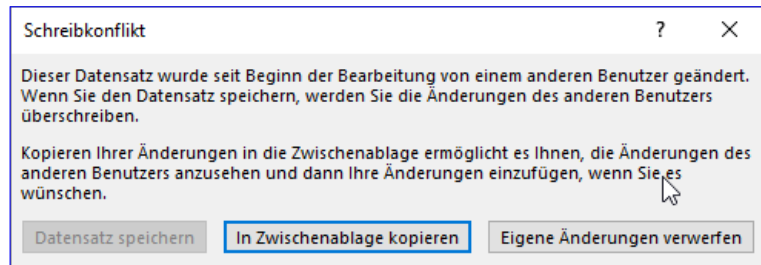 Schreibkonflikt ? ×
Dieser Datensatz wurde seit Beginn der Bearbeitung von einem anderen Benutzer geändert.
Wenn Sie den Datensatz speichern, werden Sie die Änderungen des anderen Benutzers
überschreiben.
Kopieren Ihrer Änderungen in die Zwischenablage ermöglicht es Ihnen, die Änderungen des
anderen Benutzers anzusehen und dann Ihre Änderungen einzufügen, wenn Sie es
wünschen.
Datensatz speichern In Zwischenablage kopieren Eigene Änderungen verwerfen